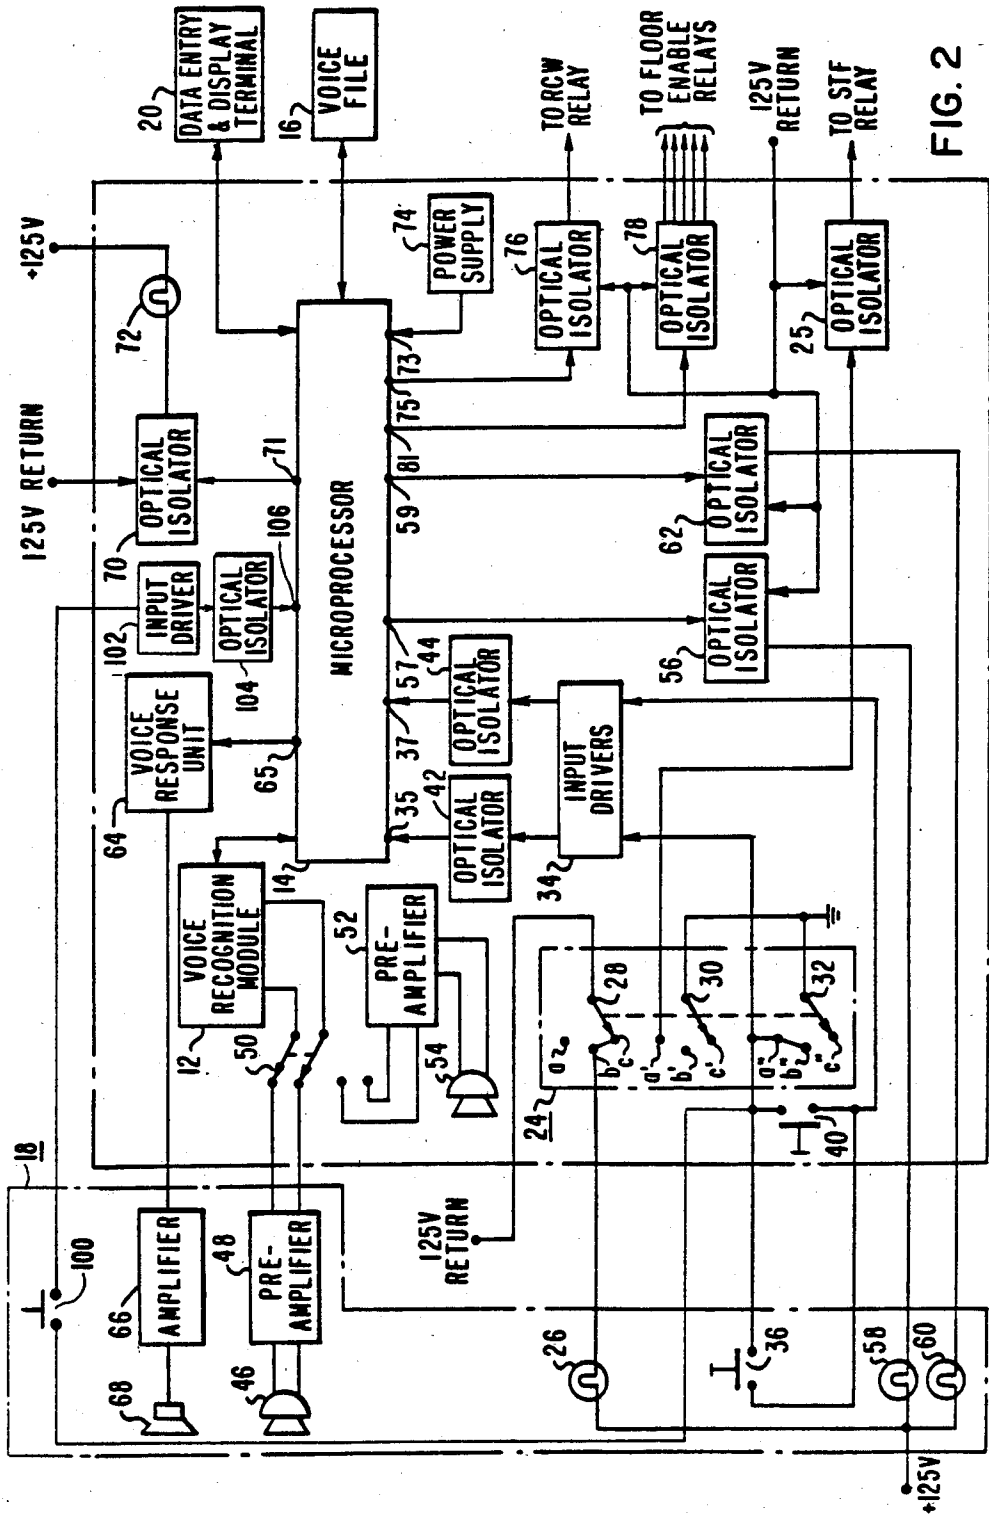 FIG. 2
18
100
66
AMPLIFIER
68
48
PRE-
AMPLIFIER
46
125V
RETURN
26
36
58
60
+125V
+125V
125V RETURN
72
70
OPTICAL
ISOLATOR
71
102
INPUT
DRIVER
104
OPTICAL
ISOLATOR
106
64
VOICE
RESPONSE
UNIT
65
12
VOICE
RECOGNITION
MODULE
50
52
PRE-
AMPLIFIER
54
14
MICROPROCESSOR
20
DATA ENTRY
& DISPLAY
TERMINAL
16
VOICE
FILE
74
POWER
SUPPLY
73
75
81
59
57
37
35
76
OPTICAL
ISOLATOR
TO RCW
RELAY
78
OPTICAL
ISOLATOR
TO FLOOR
ENABLE
RELAYS
125V
RETURN
25
OPTICAL
ISOLATOR
TO STF
RELAY
62
OPTICAL
ISOLATOR
56
OPTICAL
ISOLATOR
44
OPTICAL
ISOLATOR
42
OPTICAL
ISOLATOR
34
INPUT
DRIVERS
24
a
b
c
28
a'
b'
c'
30
a"
b"
c"
32
40